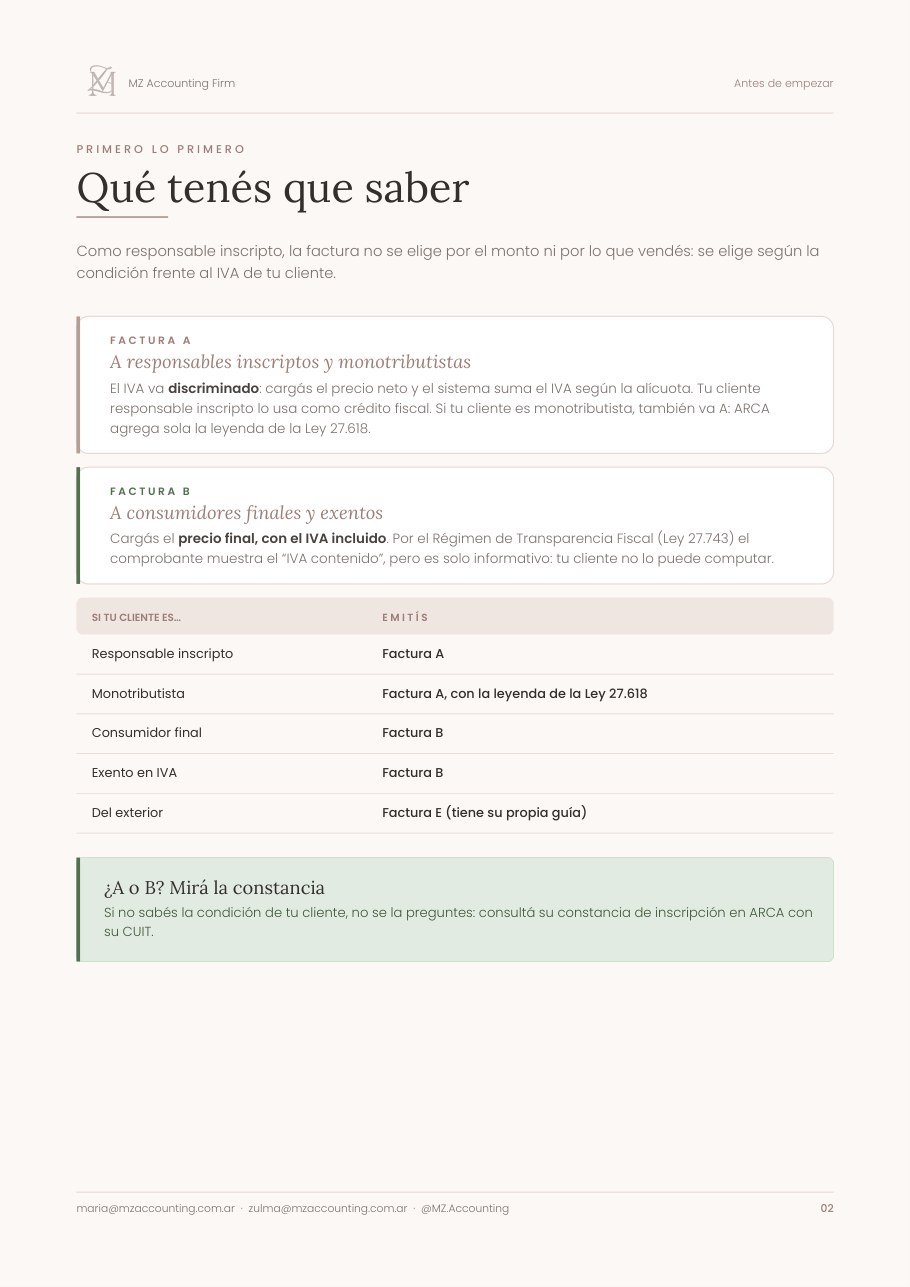 MZ Accounting Firm
Antes de empezar
PRIMERO LO PRIMERO
Qué tenés que saber
Como responsable inscripto, la factura no se elige por el monto ni por lo que vendés: se elige según la
condición frente al IVA de tu cliente.
FACTURA A
A responsables inscriptos y monotributistas
El IVA va discriminado: cargás el precio neto y el sistema suma el IVA según la alícuota. Tu cliente
responsable inscripto lo usa como crédito fiscal. Si tu cliente es monotributista, también va A: ARCA
agrega sola la leyenda de la Ley 27.618.
FACTURA B
A consumidores finales y exentos
Cargás el precio final, con el IVA incluido. Por el Régimen de Transparencia Fiscal (Ley 27.743) el
comprobante muestra el “IVA contenido”, pero es solo informativo: tu cliente no lo puede computar.
SI TU CLIENTE ES… EMITÍS
Responsable inscripto Factura A
Monotributista Factura A, con la leyenda de la Ley 27.618
Consumidor final Factura B
Exento en IVA Factura B
Del exterior Factura E (tiene su propia guía)
¿A o B? Mirá la constancia
Si no sabés la condición de tu cliente, no se la preguntes: consultá su constancia de inscripción en ARCA con
su CUIT.
maria@mzaccounting.com.ar · zulma@mzaccounting.com.ar · @MZ.Accounting
02